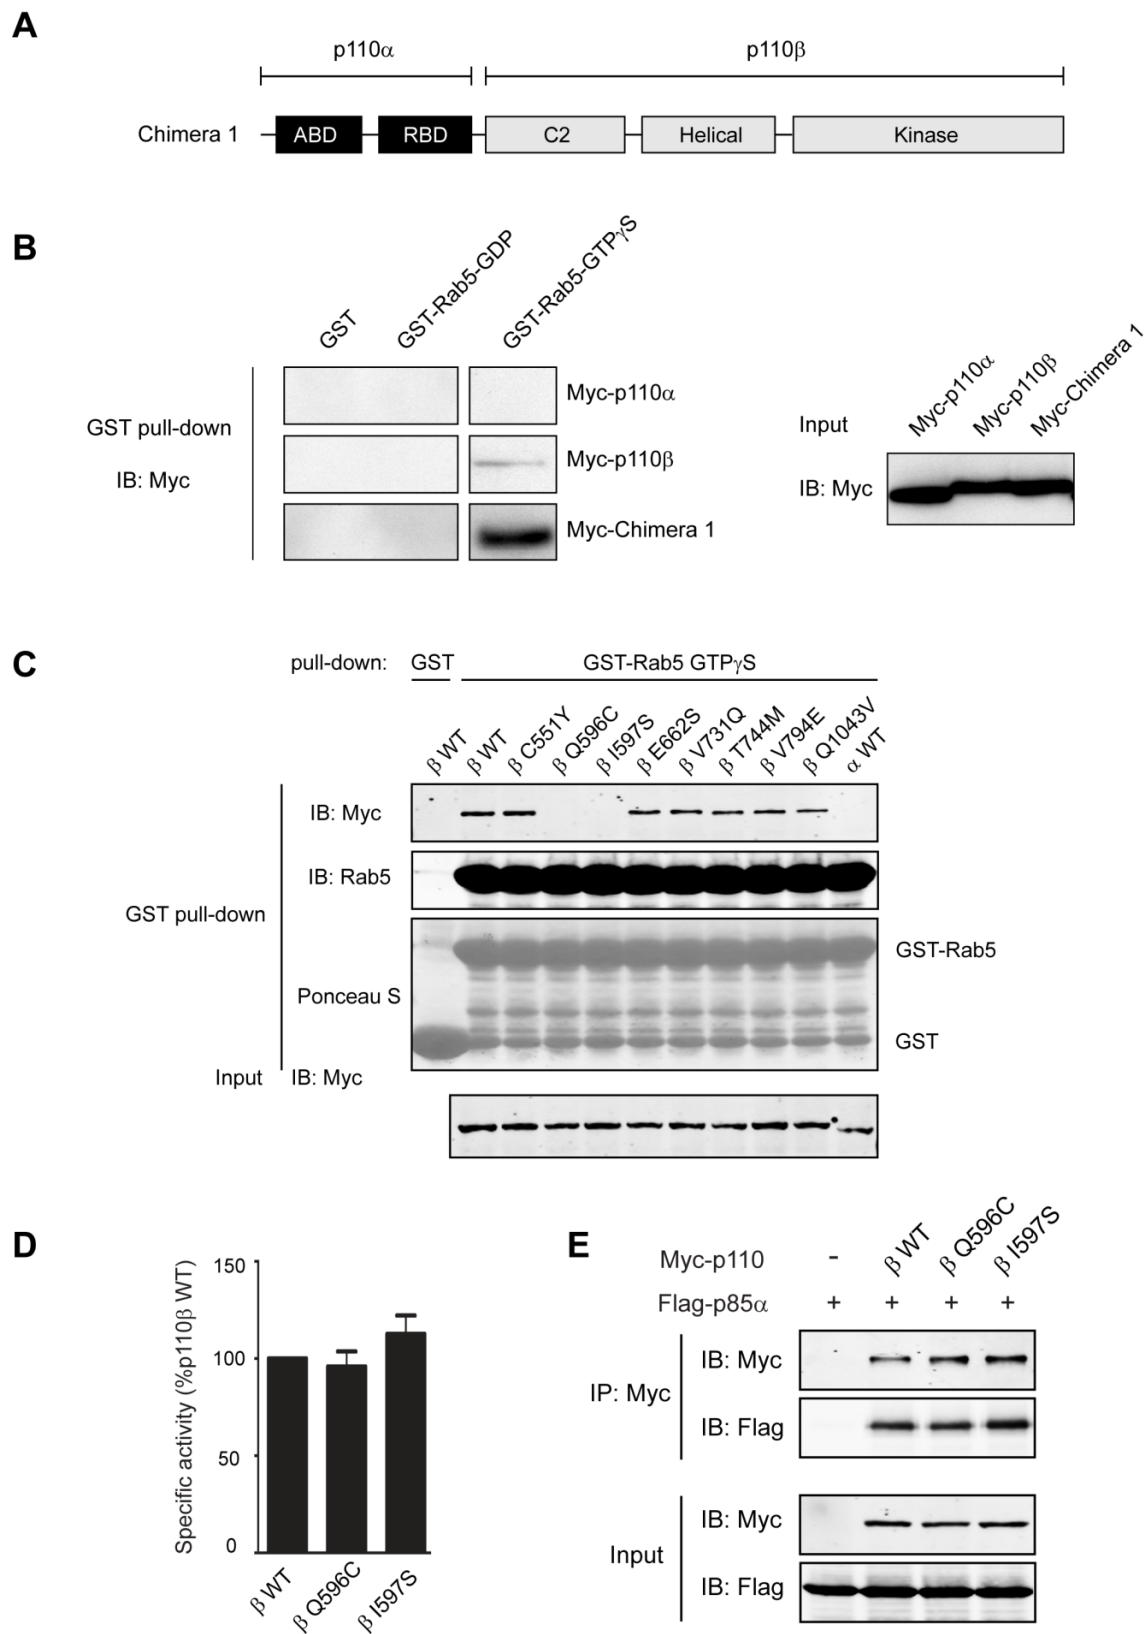 A
p110α
p110β
Chimera 1
ABD
RBD
C2
Helical
Kinase
B
GST
GST-Rab5-GDP
GST-Rab5-GTPγS
GST pull-down
IB: Myc
Myc-p110α
Myc-p110β
Myc-Chimera 1
Input
IB: Myc
Myc-p110α
Myc-p110β
Myc-Chimera 1
C
pull-down:
GST
GST-Rab5 GTPγS
β WT
β WT
β C551Y
β Q596C
β I597S
β E662S
β V731Q
β T744M
β V794E
β Q1043V
α WT
GST pull-down
IB: Myc
IB: Rab5
Ponceau S
GST-Rab5
GST
Input
IB: Myc
D
Specific activity (%p110β WT)
150
100
50
0
β WT
β Q596C
β I597S
E
Myc-p110
-
β WT
β Q596C
β I597S
Flag-p85α
+ + + +
IP: Myc
IB: Myc
IB: Flag
Input
IB: Myc
IB: Flag